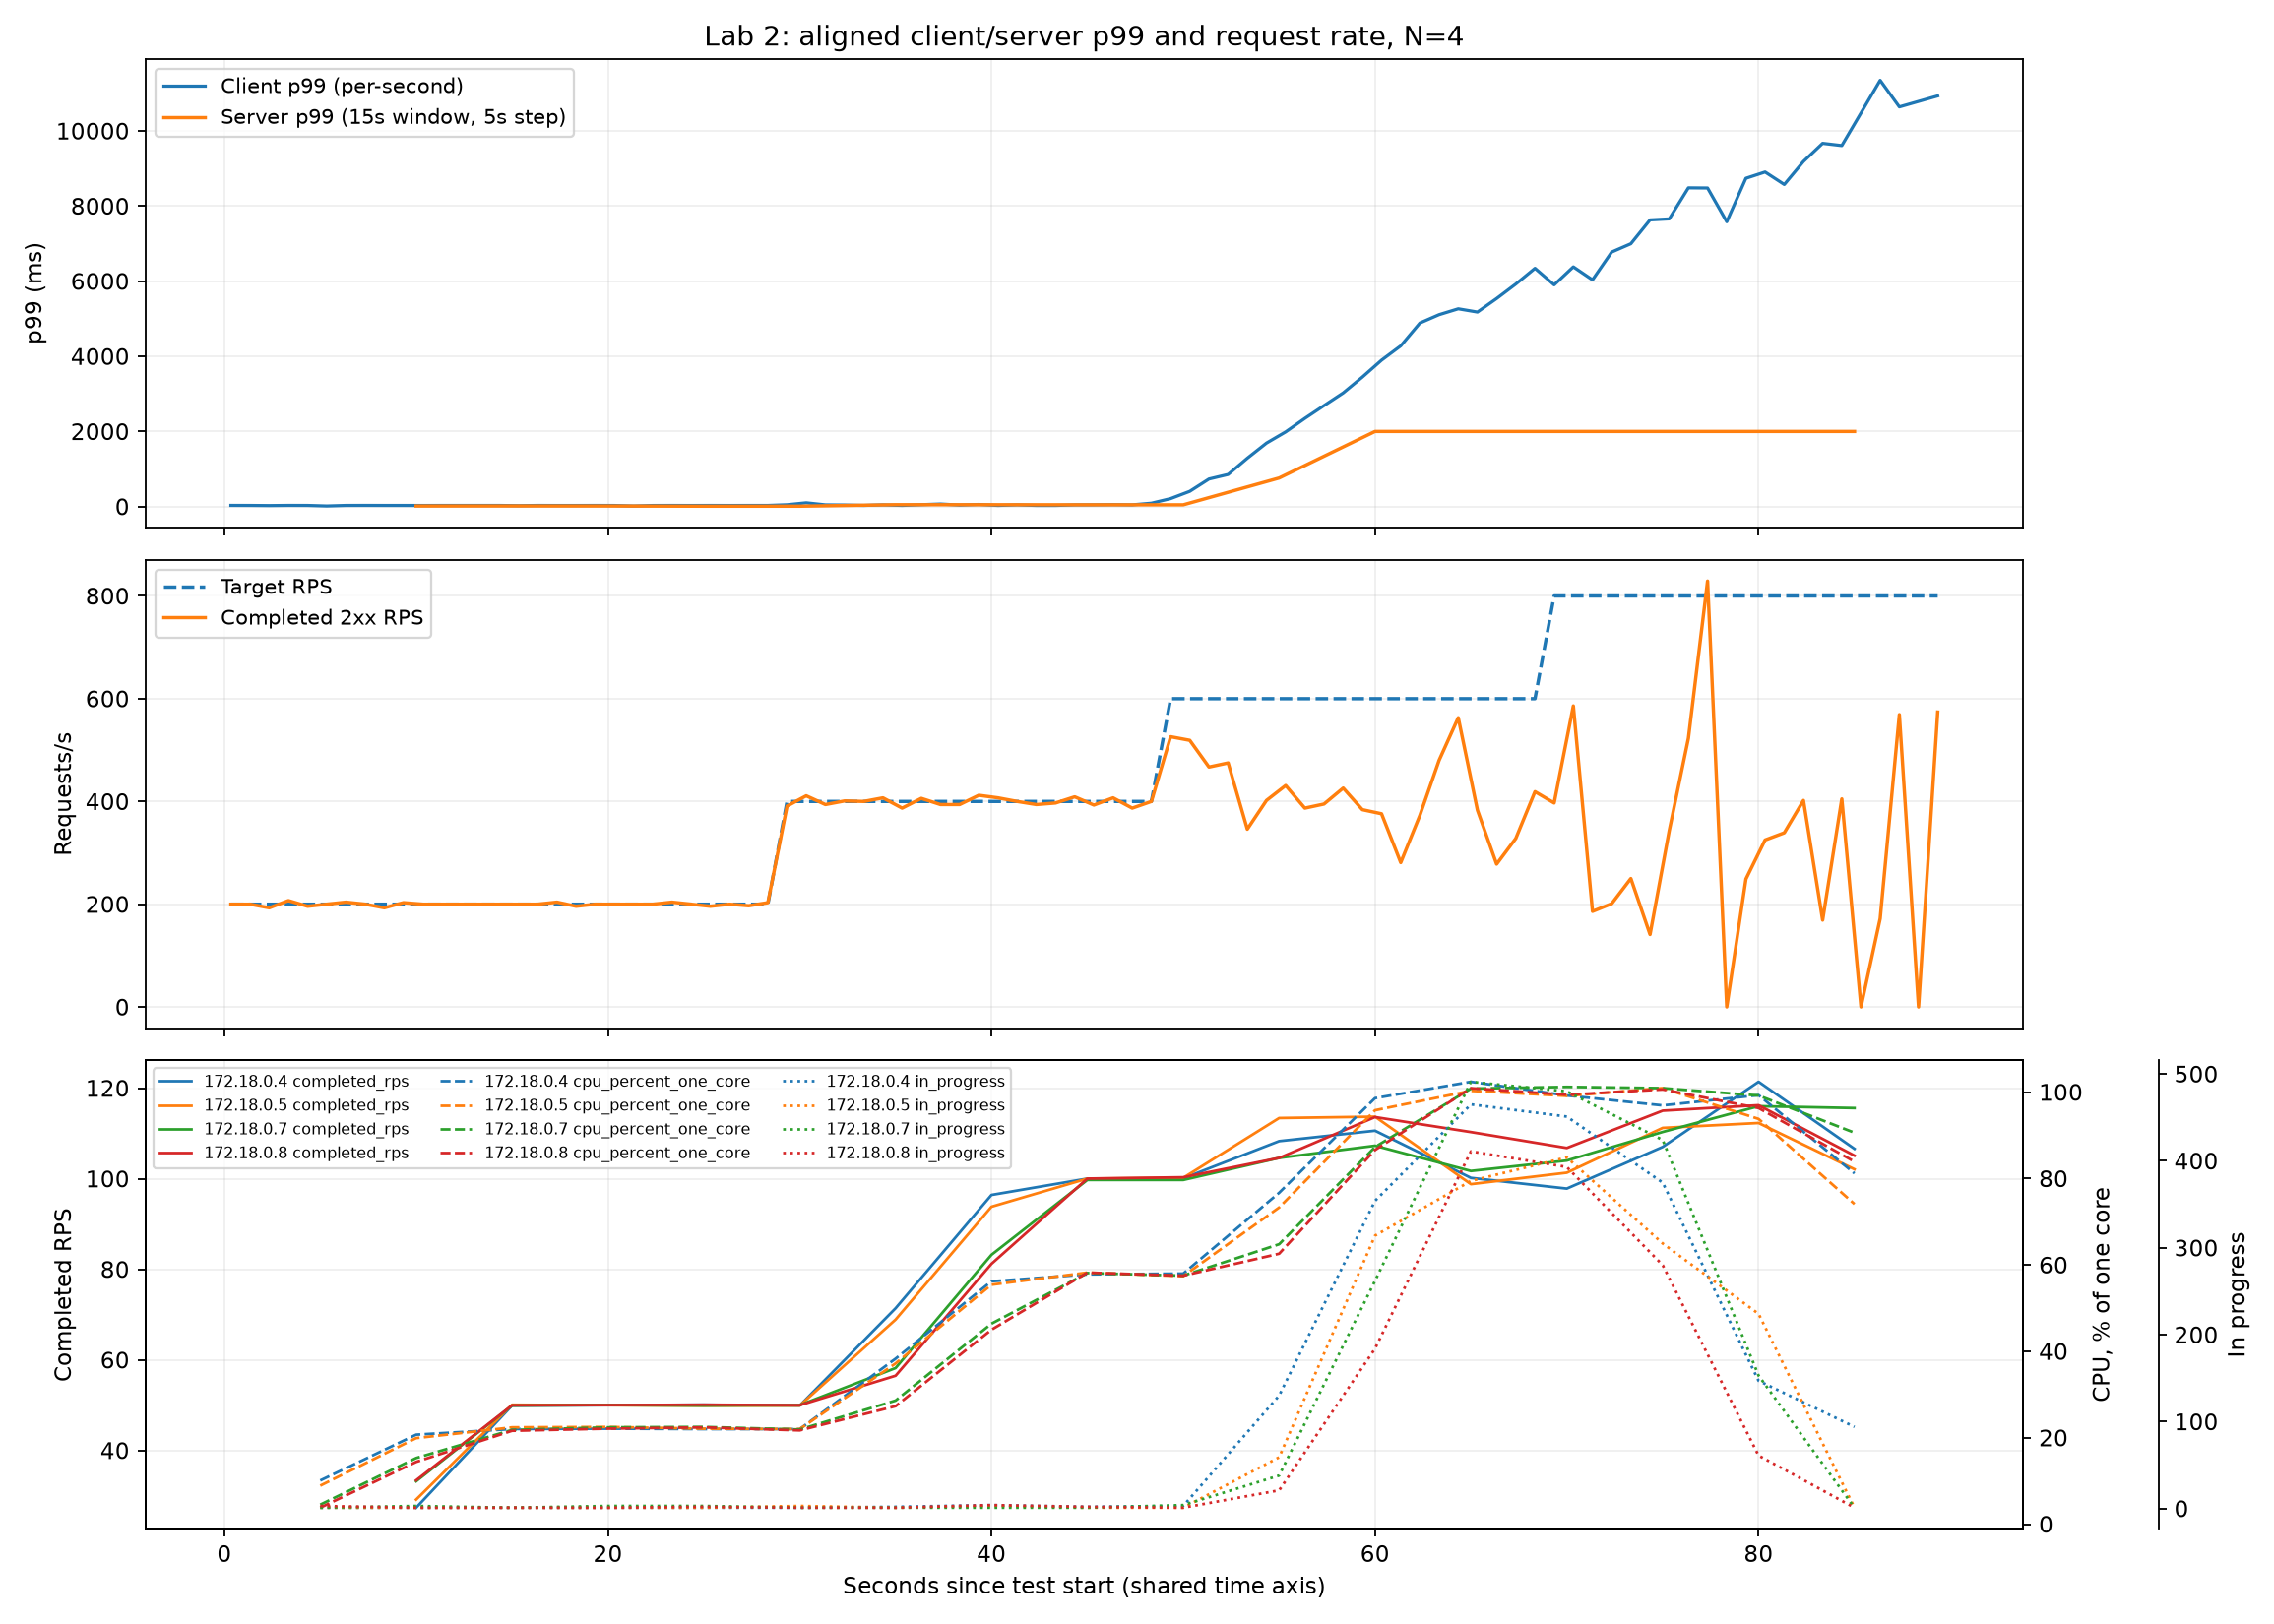 Lab 2: aligned client/server p99 and request rate, N=4
Client p99 (per-second)
Server p99 (15s window, 5s step)
10000
8000
6000
4000
2000
0
p99 (ms)
Target RPS
Completed 2xx RPS
800
600
400
200
0
Requests/s
172.18.0.4 completed_rps
172.18.0.5 completed_rps
172.18.0.7 completed_rps
172.18.0.8 completed_rps
172.18.0.4 cpu_percent_one_core
172.18.0.5 cpu_percent_one_core
172.18.0.7 cpu_percent_one_core
172.18.0.8 cpu_percent_one_core
172.18.0.4 in_progress
172.18.0.5 in_progress
172.18.0.7 in_progress
172.18.0.8 in_progress
120
100
80
60
40
Completed RPS
100
80
60
40
20
0
CPU, % of one core
500
400
300
200
100
0
In progress
0
20
40
60
80
Seconds since test start (shared time axis)